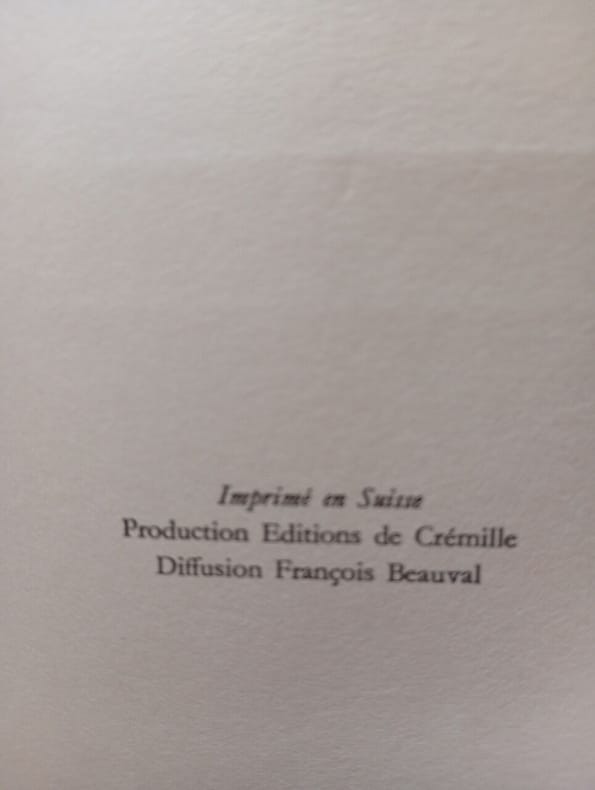 Imprimé en Suisse
Production Editions de Crémille
Diffusion François Beauval